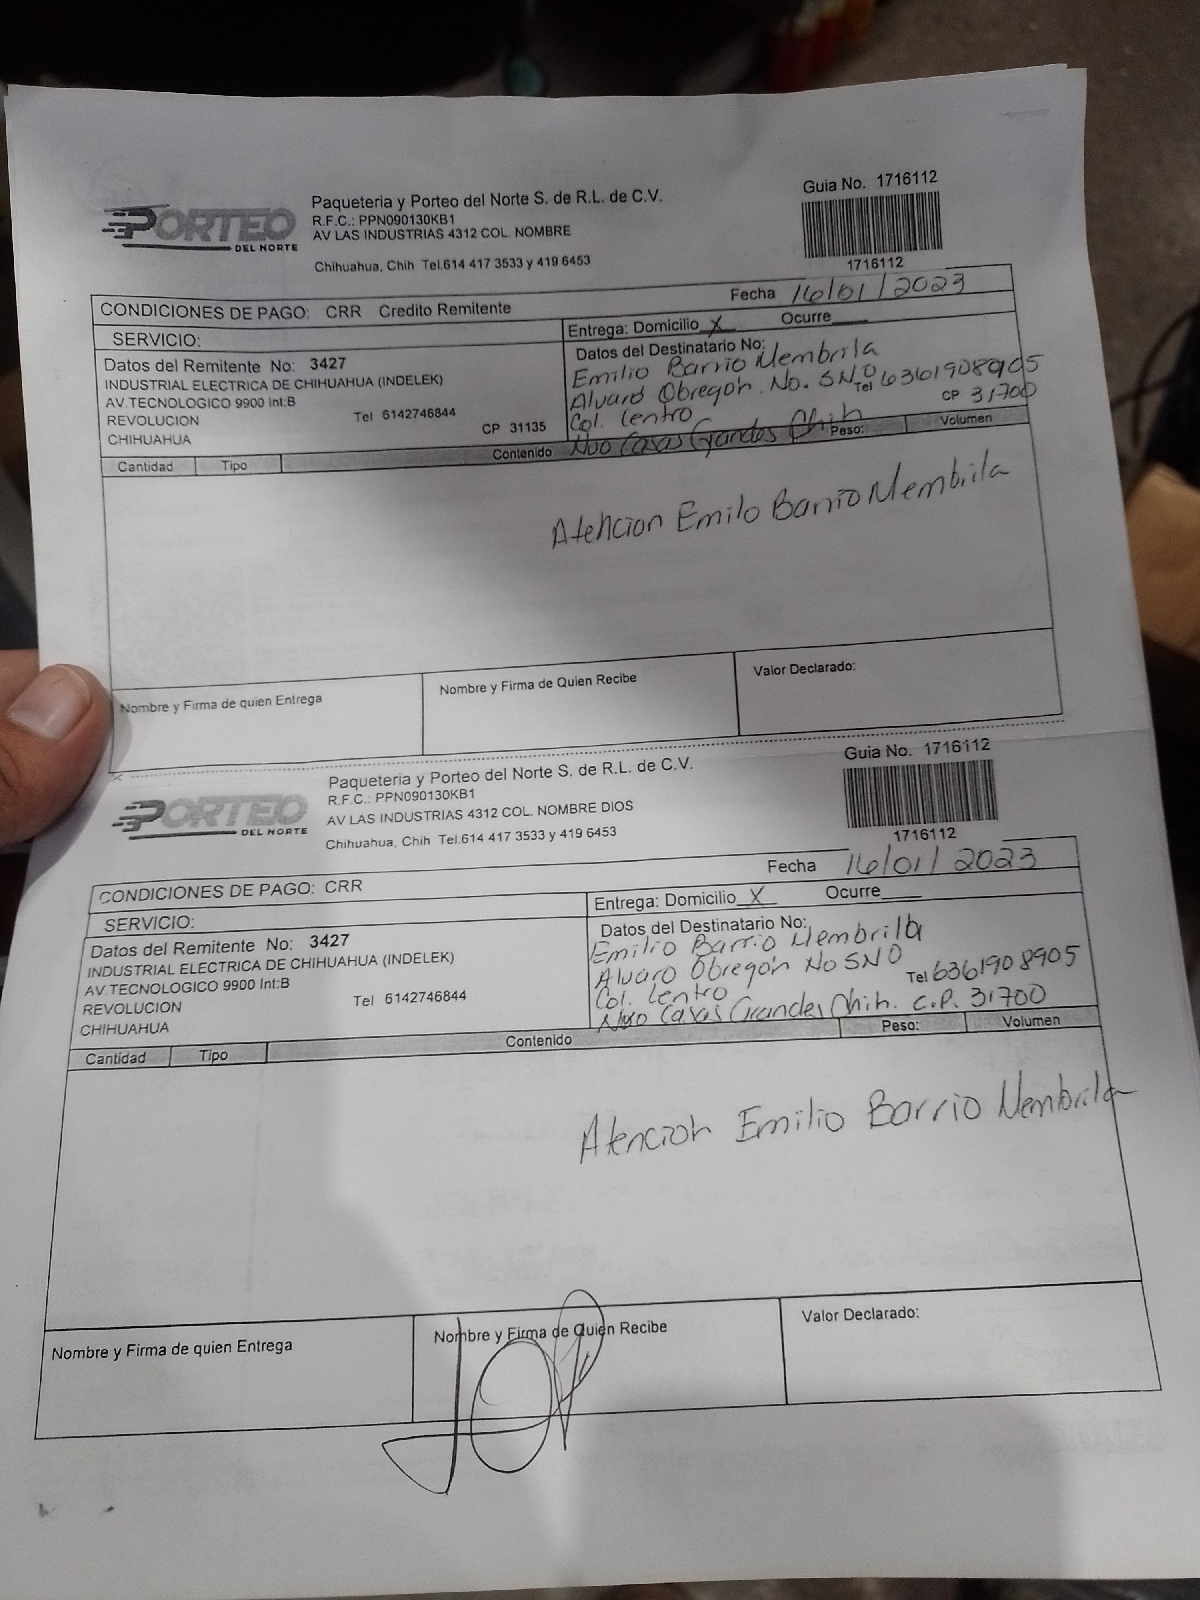 PORTEO
DEL NORTE
Paqueteria y Porteo del Norte S. de R.L. de C.V.
R.F.C.: PPN090130KB1
AV LAS INDUSTRIAS 4312 COL. NOMBRE
Chihuahua, Chih Tel.614 417 3533 y 419 6453
Guia No. 1716112
1716112
CONDICIONES DE PAGO: CRR Credito Remitente
Fecha 16/01/2023
SERVICIO:
Entrega: Domicilio X Ocurre
Datos del Remitente No: 3427
INDUSTRIAL ELECTRICA DE CHIHUAHUA (INDELEK)
AV.TECNOLOGICO 9900 Int:B
REVOLUCION Tel 6142746844
CHIHUAHUA CP 31135
Datos del Destinatario No:
Emilio Barrio Membrila
Alvaro Obregón. No. SNO Tel 6361908905
Col. Centro CP 31700
Nvo Casas Grandes Chih
Cantidad Tipo Contenido Peso: Volumen
Atencion Emilo Barrio Membrila
Nombre y Firma de quien Entrega
Nombre y Firma de Quien Recibe
Valor Declarado:
PORTEO
DEL NORTE
Paqueteria y Porteo del Norte S. de R.L. de C.V.
R.F.C.: PPN090130KB1
AV LAS INDUSTRIAS 4312 COL. NOMBRE DIOS
Chihuahua, Chih Tel.614 417 3533 y 419 6453
Guia No. 1716112
1716112
CONDICIONES DE PAGO: CRR
Fecha 16/01/2023
SERVICIO:
Entrega: Domicilio X Ocurre
Datos del Remitente No: 3427
INDUSTRIAL ELECTRICA DE CHIHUAHUA (INDELEK)
AV.TECNOLOGICO 9900 Int:B
REVOLUCION Tel 6142746844
CHIHUAHUA
Datos del Destinatario No:
Emilio Barrio Membrila
Alvaro Obregón No SNO
Col. Centro Tel 6361908905
Nvo Casas Grandes Chih. C.P. 31700
Cantidad Tipo Contenido Peso: Volumen
Atencion Emilio Barrio Membrila
Nombre y Firma de quien Entrega
Nombre y Firma de Quien Recibe
Valor Declarado: